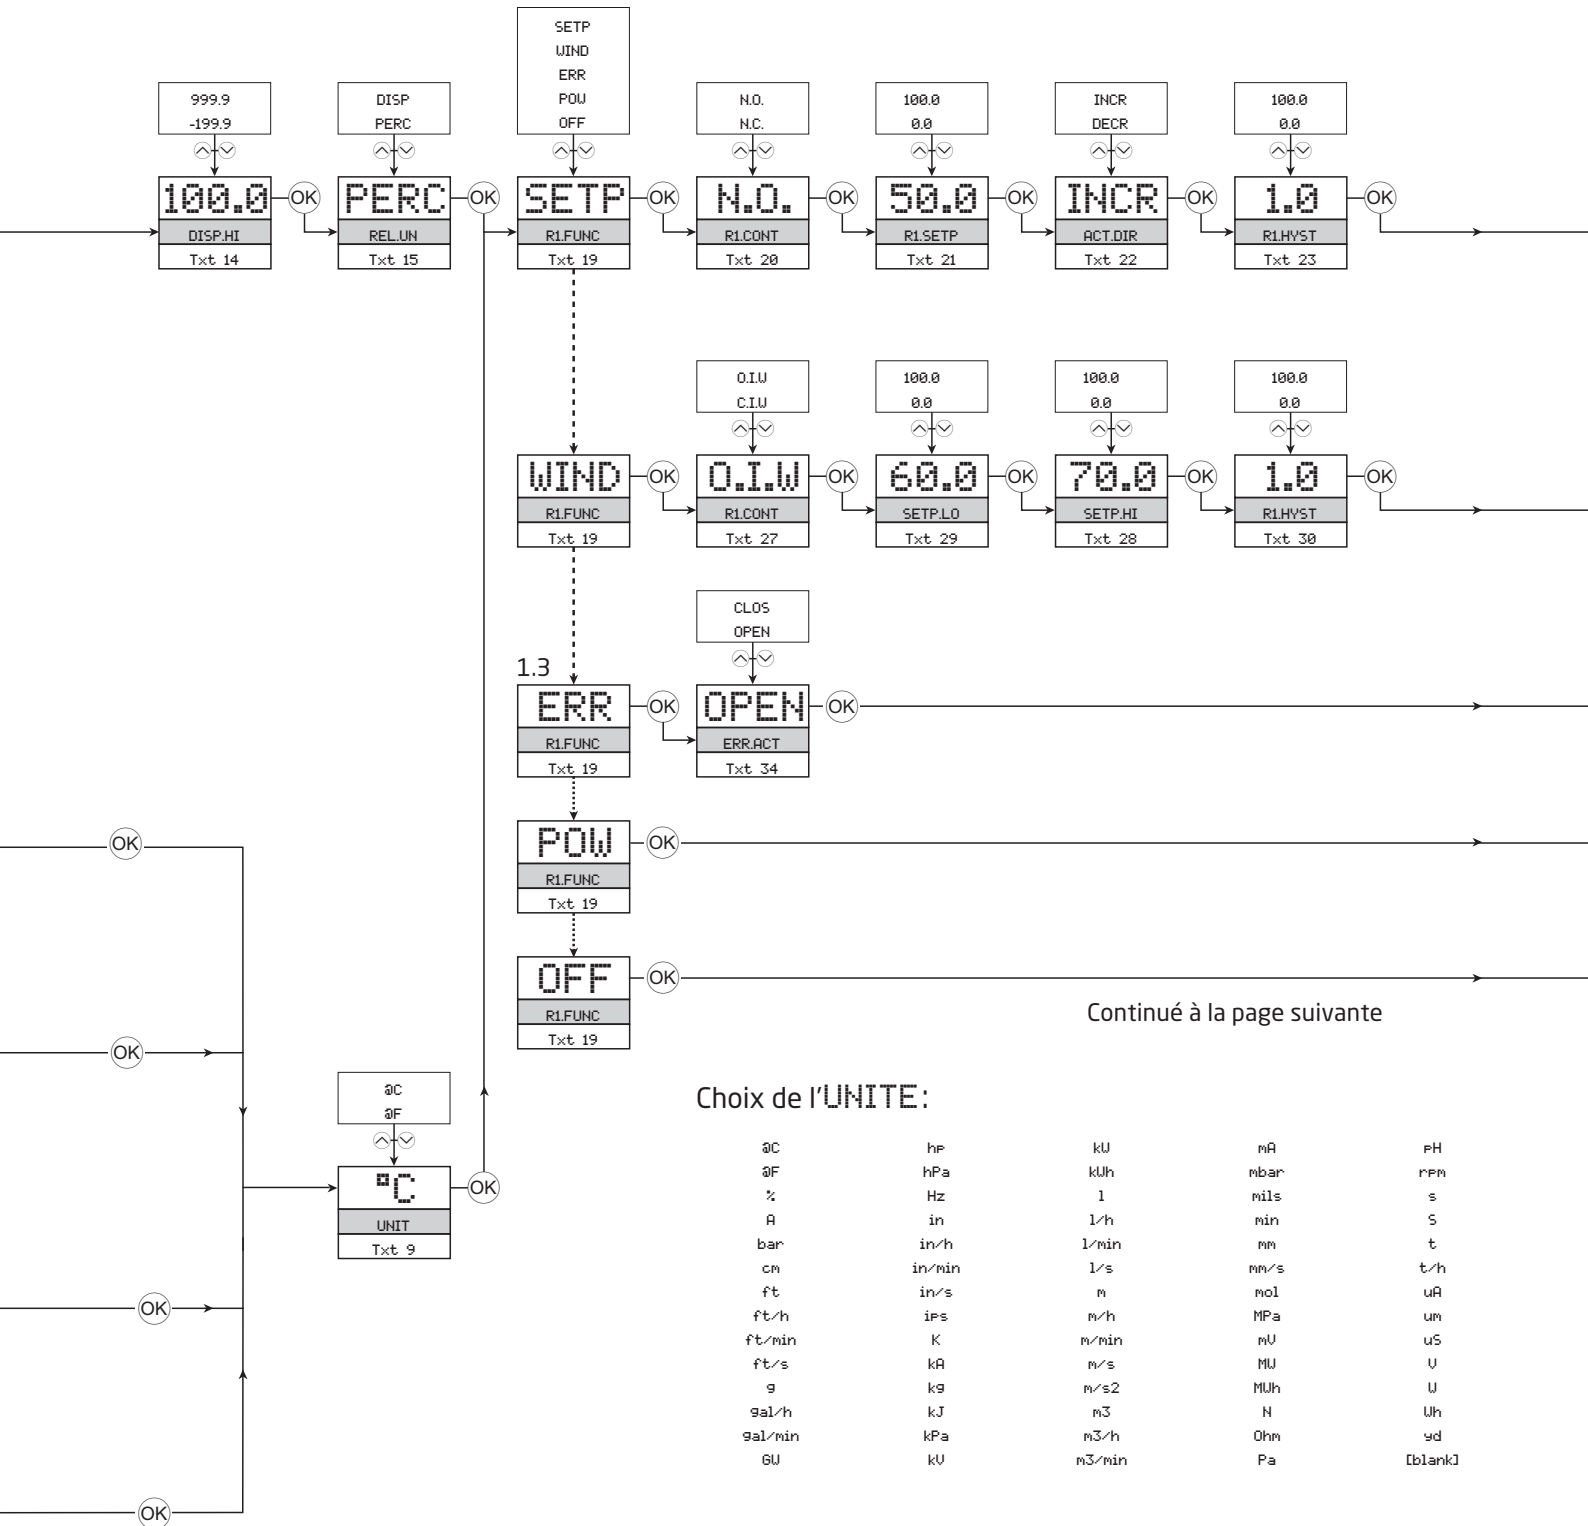 SETP
WIND
ERR
POW
OFF
999.9
-199.9
DISP
PERC
N.O.
N.C.
100.0
0.0
INCR
DECR
100.0
0.0
100.0 OK PERC OK SETP OK N.O. OK 50.0 OK INCR OK 1.0 OK
DISP.HI REL.UN R1.FUNC R1.CONT R1.SETP ACT.DIR R1.HYST
Txt 14 Txt 15 Txt 19 Txt 20 Txt 21 Txt 22 Txt 23
O.I.W
C.I.W
100.0
0.0
100.0
0.0
100.0
0.0
WIND OK O.I.W OK 60.0 OK 70.0 OK 1.0 OK
R1.FUNC R1.CONT SETP.LO SETP.HI R1.HYST
Txt 19 Txt 27 Txt 29 Txt 28 Txt 30
CLOS
OPEN
1.3
ERR OK OPEN OK
R1.FUNC ERR.ACT
Txt 19 Txt 34
OK
POW OK
R1.FUNC
Txt 19
OFF OK
R1.FUNC
Txt 19
Continué à la page suivante
OK
@C
@F
°C OK
UNIT
Txt 9
OK
OK
Choix de l'UNITE:
@C hp kW mA pH
@F hPa kWh mbar rpm
% Hz l mils s
A in l/h min S
bar in/h l/min mm t
cm in/min l/s mm/s t/h
ft in/s m mol uA
ft/h ips m/h MPa um
ft/min K m/min mV uS
ft/s kA m/s MW V
g kg m/s2 MWh W
gal/h kJ m3 N Wh
gal/min kPa m3/h Ohm yd
GW kV m3/min Pa [blank]